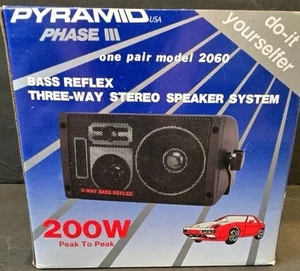 PYRAMID USA
PHASE III
do-it
yourselfer
one pair model 2060
BASS REFLEX
THREE-WAY STEREO SPEAKER SYSTEM
3-WAY BASS REFLEX
200W
Peak To Peak